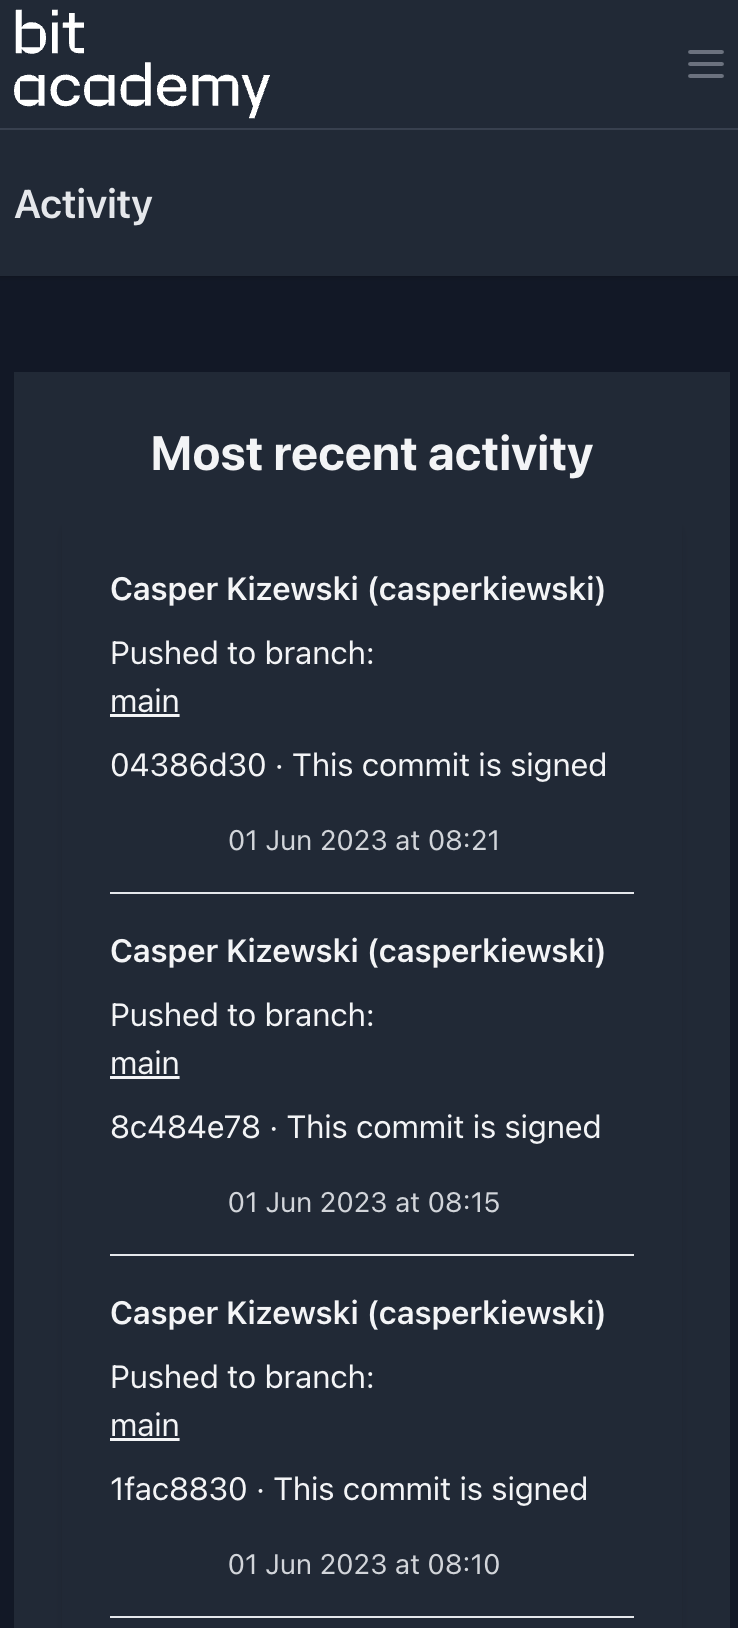 bit
academy
Activity
Most recent activity
Casper Kizewski (casperkiewski)
Pushed to branch:
main
04386d30 · This commit is signed
01 Jun 2023 at 08:21
Casper Kizewski (casperkiewski)
Pushed to branch:
main
8c484e78 · This commit is signed
01 Jun 2023 at 08:15
Casper Kizewski (casperkiewski)
Pushed to branch:
main
1fac8830 · This commit is signed
01 Jun 2023 at 08:10